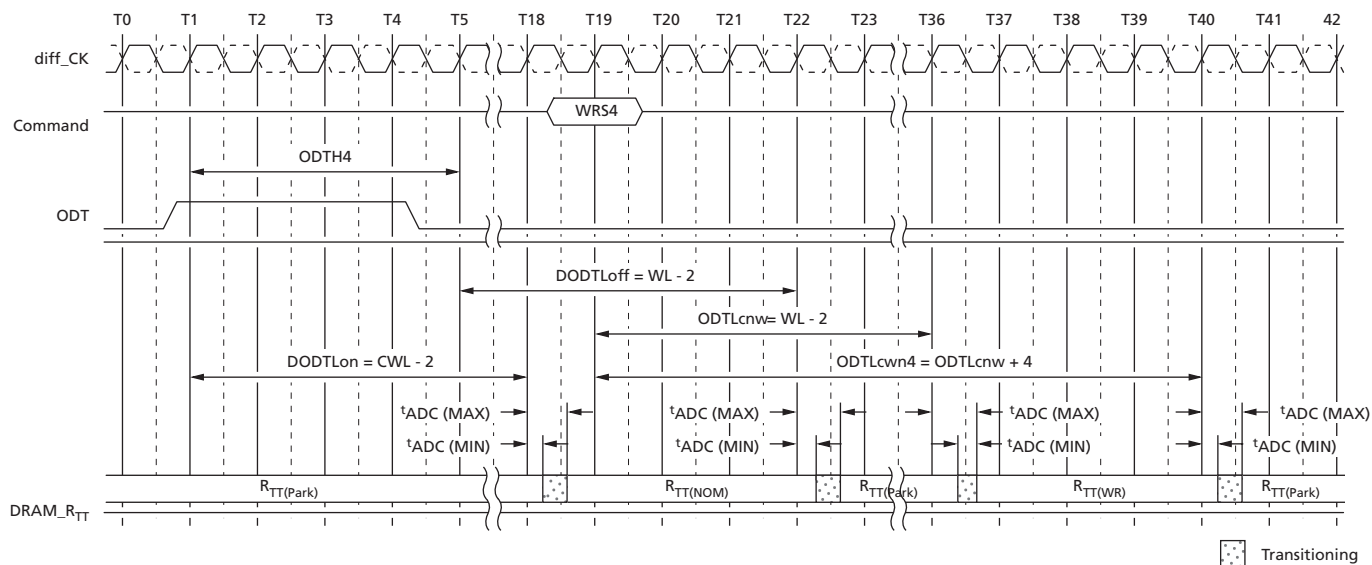 T0 T1 T2 T3 T4 T5 T18 T19 T20 T21 T22 T23 T36 T37 T38 T39 T40 T41 42
diff_CK
Command
WRS4
ODTH4
ODT
DODTLoff = WL - 2
ODTLcnw= WL - 2
DODTLon = CWL - 2
ODTLcwn4 = ODTLcnw + 4
tADC (MAX) tADC (MAX) tADC (MAX) tADC (MAX)
tADC (MIN) tADC (MIN) tADC (MIN) tADC (MIN)
RTT(Park) RTT(NOM) RTT(Park) RTT(WR) RTT(Park)
DRAM_RTT
Transitioning